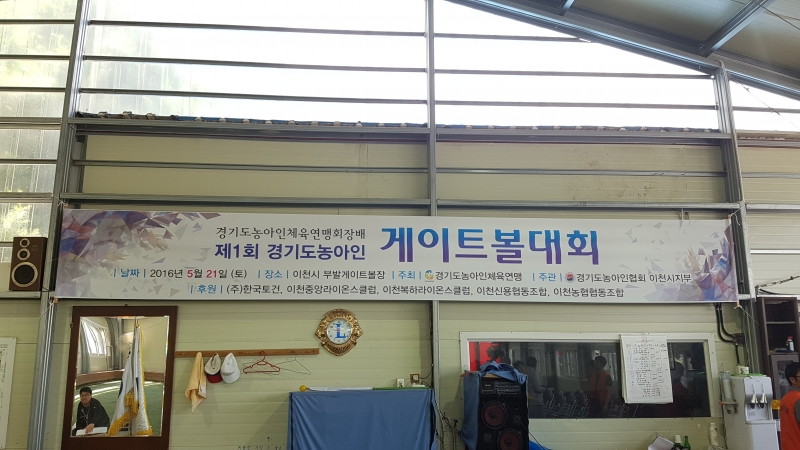 경기도농아인체육연맹회장배
제1회 경기도농아인 게이트볼대회
| 날짜 | 2016년 5월 21일 (토) | 장소 | 이천시 부발게이트볼장 | 주최 | 경기도농아인체육연맹 | 주관 | 경기도농아인협회 이천시지부
| 후원 | (주)한국토건, 이천중앙라이온스클럽, 이천복하라이온스클럽, 이천신용협동조합, 이천농협협동조합